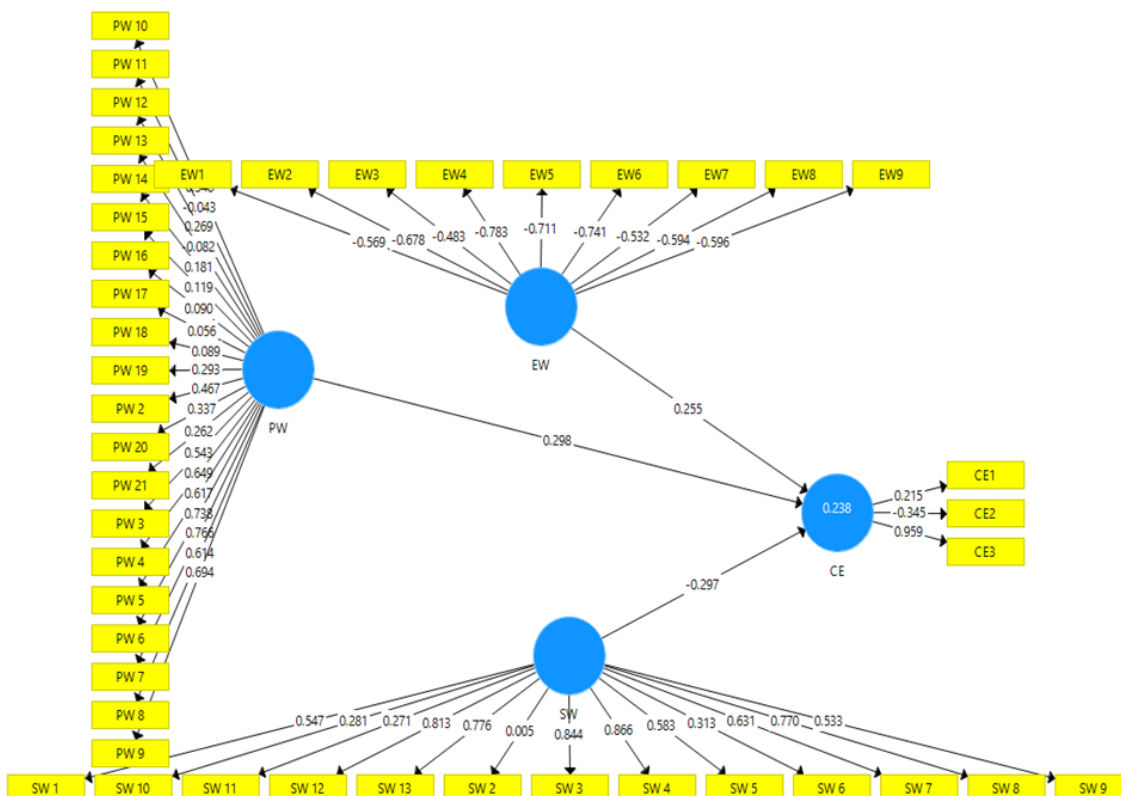 PW 10
PW 11
PW 12
PW 13
PW 14
PW 15
PW 16
PW 17
PW 18
PW 19
PW 2
PW 20
PW 21
PW 3
PW 4
PW 5
PW 6
PW 7
PW 8
PW 9
-0.043
0.269
-0.082
0.181
0.119
0.090
0.056
0.089
0.293
0.467
0.337
0.262
0.543
0.649
0.617
0.738
0.766
0.614
0.694
PW
EW1 EW2 EW3 EW4 EW5 EW6 EW7 EW8 EW9
-0.569 -0.678 -0.483 -0.783 -0.711 -0.741 -0.532 -0.594 -0.596
EW
0.255
0.298
-0.297
0.238
CE
0.215
-0.345
0.959
CE1
CE2
CE3
SW
0.547 0.281 0.271 0.813 0.776 0.005 0.844 0.866 0.583 0.313 0.631 0.770 0.533
SW 1 SW 10 SW 11 SW 12 SW 13 SW 2 SW 3 SW 4 SW 5 SW 6 SW 7 SW 8 SW 9